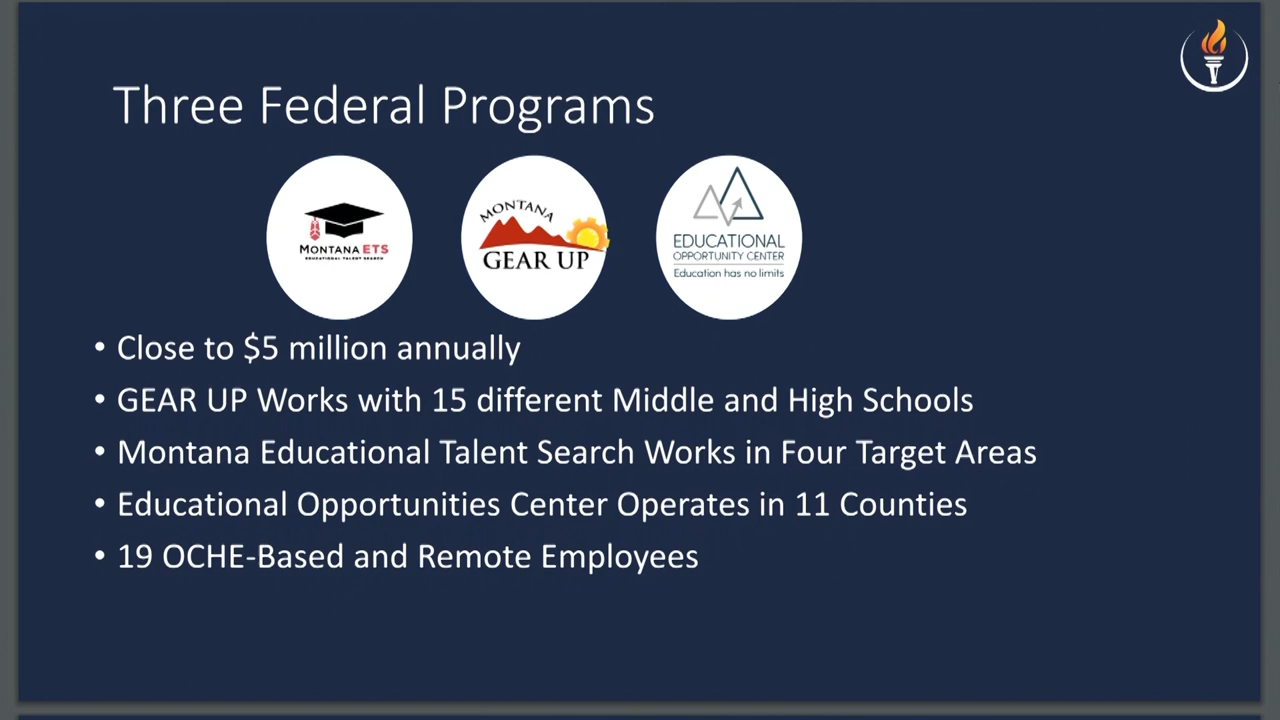 Three Federal Programs
MONTANA ETS
EDUCATIONAL TALENT SEARCH
MONTANA
GEAR UP
EDUCATIONAL
OPPORTUNITY CENTER
Education has no limits
• Close to $5 million annually
• GEAR UP Works with 15 different Middle and High Schools
• Montana Educational Talent Search Works in Four Target Areas
• Educational Opportunities Center Operates in 11 Counties
• 19 OCHE-Based and Remote Employees